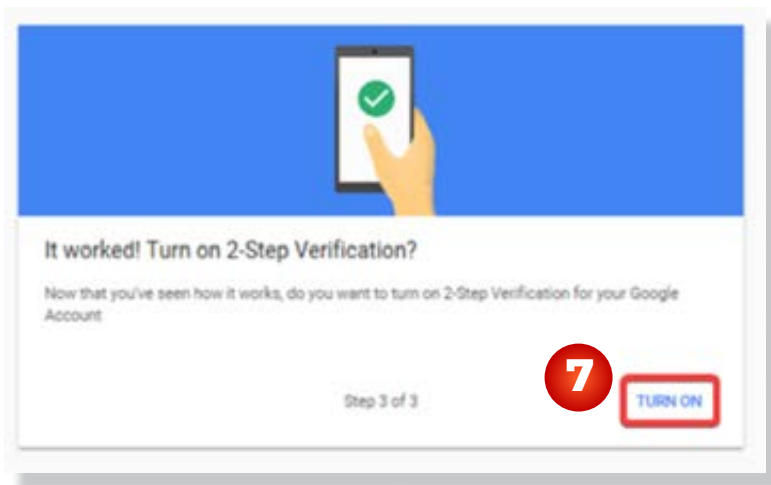 It worked! Turn on 2-Step Verification?
Now that you've seen how it works, do you want to turn on 2-Step Verification for your Google
Account
Step 3 of 3
7
TURN ON